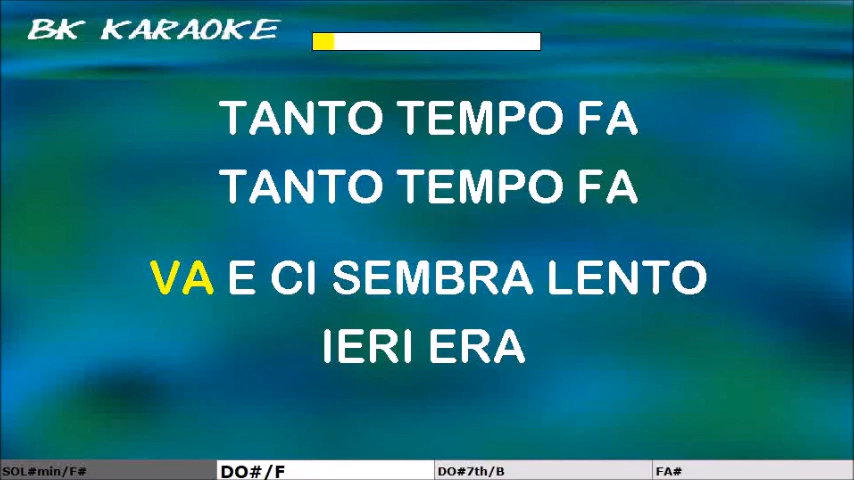 BK KARAOKE
TANTO TEMPO FA
TANTO TEMPO FA
VA E CI SEMBRA LENTO
IERI ERA
SOL#min/F# DO#/F DO#7th/B FA#